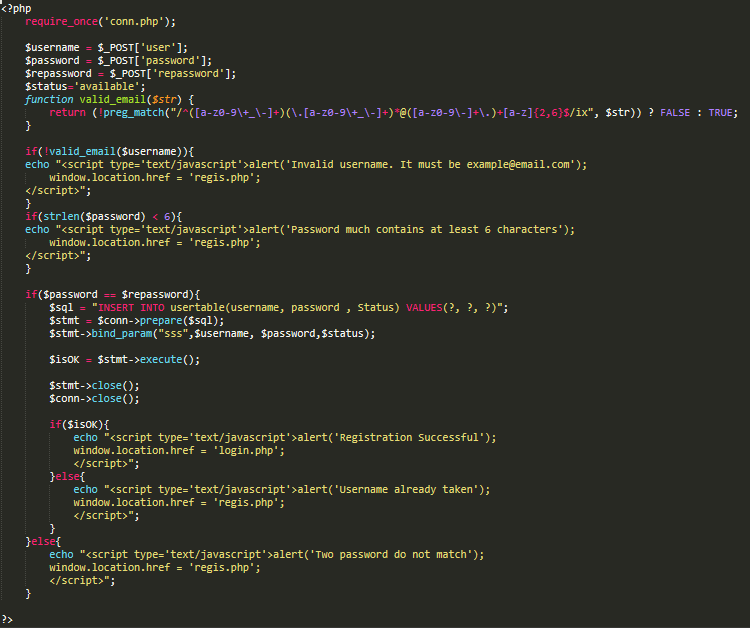 <?php
require_once('conn.php');
$username = $_POST['user'];
$password = $_POST['password'];
$repassword = $_POST['repassword'];
$status='available';
function valid_email($str) {
return (!preg_match("/^([a-z0-9\+_\-]+)(\.[a-z0-9\+_\-]+)*@([a-z0-9\-]+\.)+[a-z]{2,6}$/ix", $str)) ? FALSE : TRUE;
}
if(!valid_email($username)){
echo "<script type='text/javascript'>alert('Invalid username. It must be example@email.com');
window.location.href = 'regis.php';
</script>";
}
if(strlen($password) < 6){
echo "<script type='text/javascript'>alert('Password much contains at least 6 characters');
window.location.href = 'regis.php';
</script>";
}
if($password == $repassword){
$sql = "INSERT INTO usertable(username, password , Status) VALUES(?, ?, ?)";
$stmt = $conn->prepare($sql);
$stmt->bind_param("sss",$username, $password,$status);
$isOK = $stmt->execute();
$stmt->close();
$conn->close();
if($isOK){
echo "<script type='text/javascript'>alert('Registration Successful');
window.location.href = 'login.php';
</script>";
}else{
echo "<script type='text/javascript'>alert('Username already taken');
window.location.href = 'regis.php';
</script>";
}
}else{
echo "<script type='text/javascript'>alert('Two password do not match');
window.location.href = 'regis.php';
</script>";
}
?>